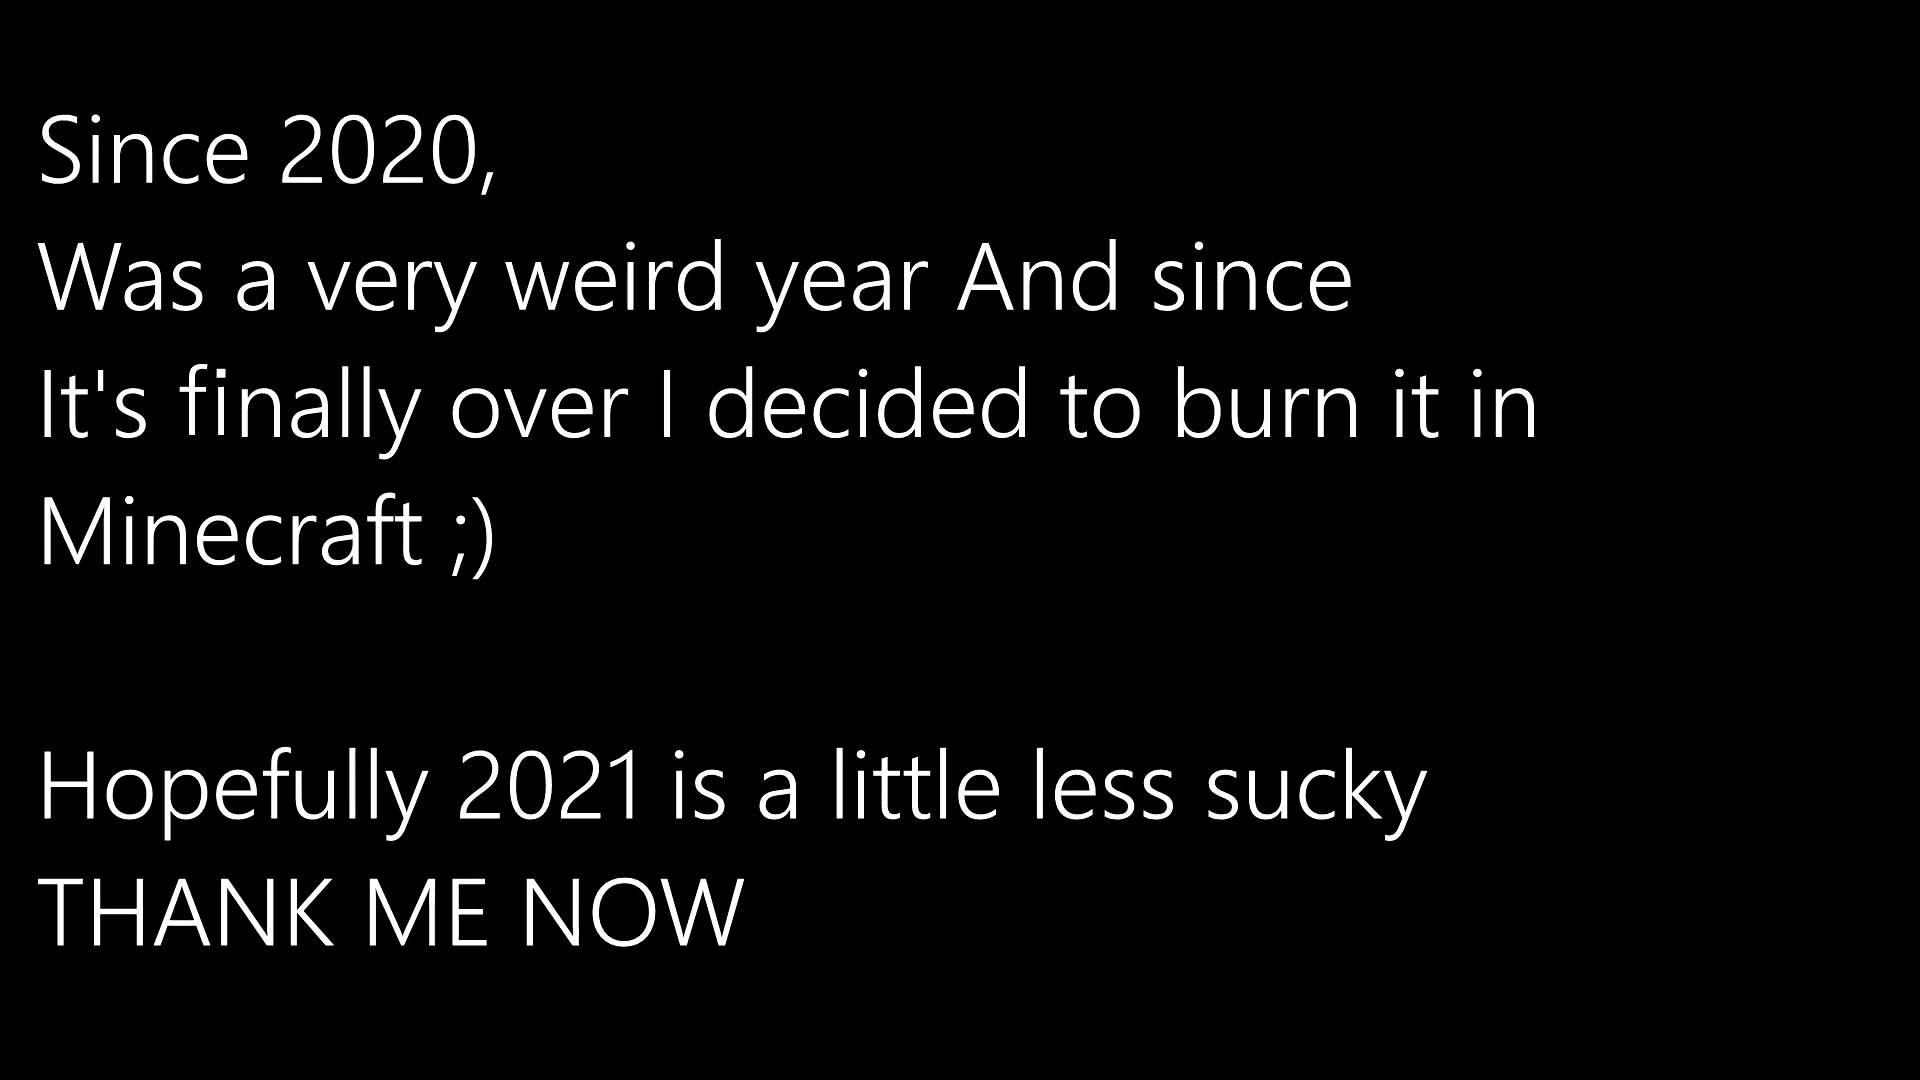 Since 2020,
Was a very weird year And since
It's finally over I decided to burn it in
Minecraft ;)
Hopefully 2021 is a little less sucky
THANK ME NOW